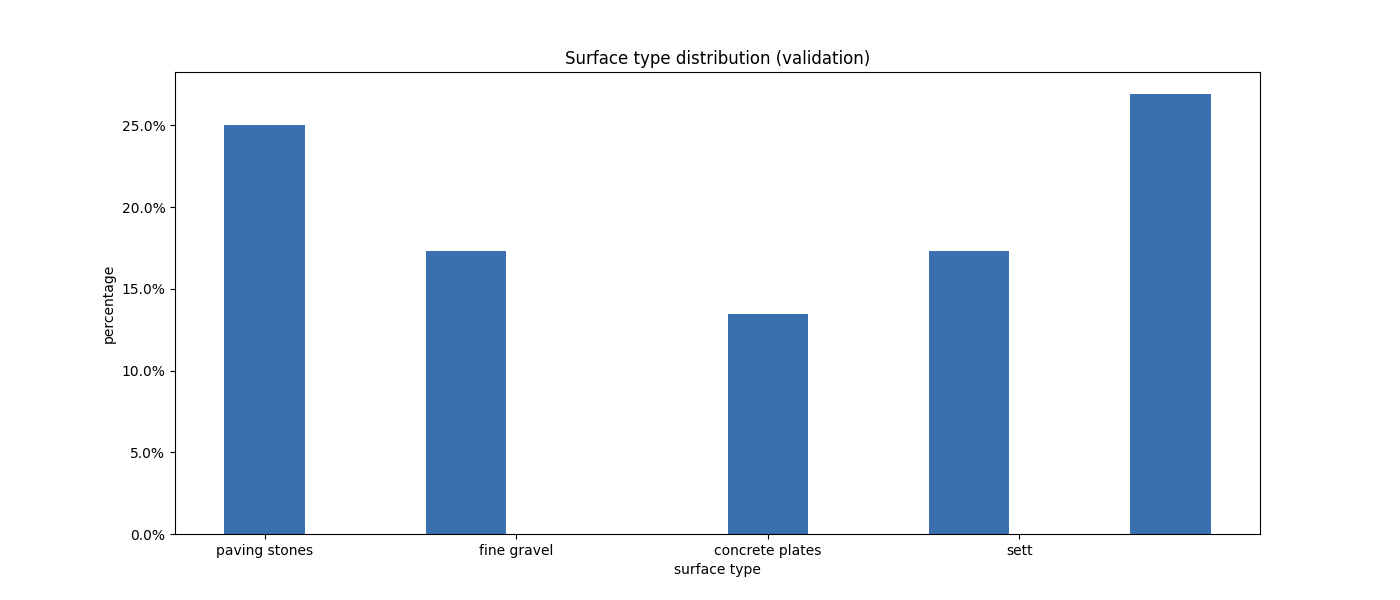 Surface type distribution (validation)
percentage
25.0%
20.0%
15.0%
10.0%
5.0%
0.0%
paving stones fine gravel concrete plates sett
surface type